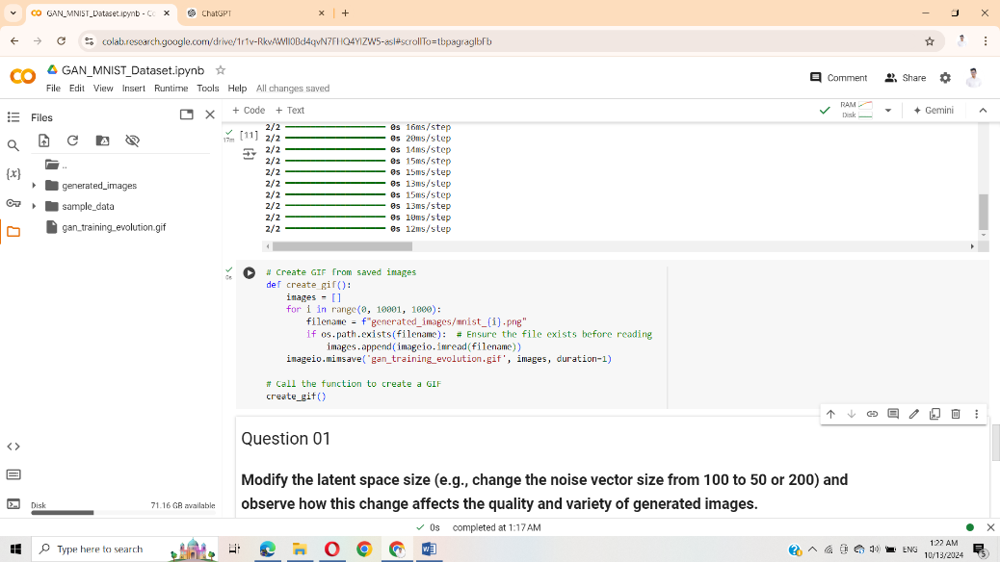 GAN_MNIST_Dataset.ipynb - Co
ChatGPT
colab.research.google.com/drive/1r1v-RkvAWlI0Bd4qvN7fHQ4YlZW5-asl#scrollTo=tbpagraglbFb
GAN_MNIST_Dataset.ipynb
File Edit View Insert Runtime Tools Help All changes saved
Comment Share
Files
+ Code + Text
RAM
Disk
Gemini
..
generated_images
sample_data
gan_training_evolution.gif
17m [11]
2/2 0s 16ms/step
2/2 0s 20ms/step
2/2 0s 14ms/step
2/2 0s 15ms/step
2/2 0s 15ms/step
2/2 0s 13ms/step
2/2 0s 15ms/step
2/2 0s 13ms/step
2/2 0s 10ms/step
2/2 0s 12ms/step
0s
# Create GIF from saved images
def create_gif():
images = []
for i in range(0, 10001, 1000):
filename = f"generated_images/mnist_{i}.png"
if os.path.exists(filename): # Ensure the file exists before reading
images.append(imageio.imread(filename))
imageio.mimsave('gan_training_evolution.gif', images, duration=1)
# Call the function to create a GIF
create_gif()
Question 01
Modify the latent space size (e.g., change the noise vector size from 100 to 50 or 200) and
observe how this change affects the quality and variety of generated images.
Disk 71.16 GB available
0s completed at 1:17 AM
Type here to search
ENG
1:22 AM
10/13/2024
5